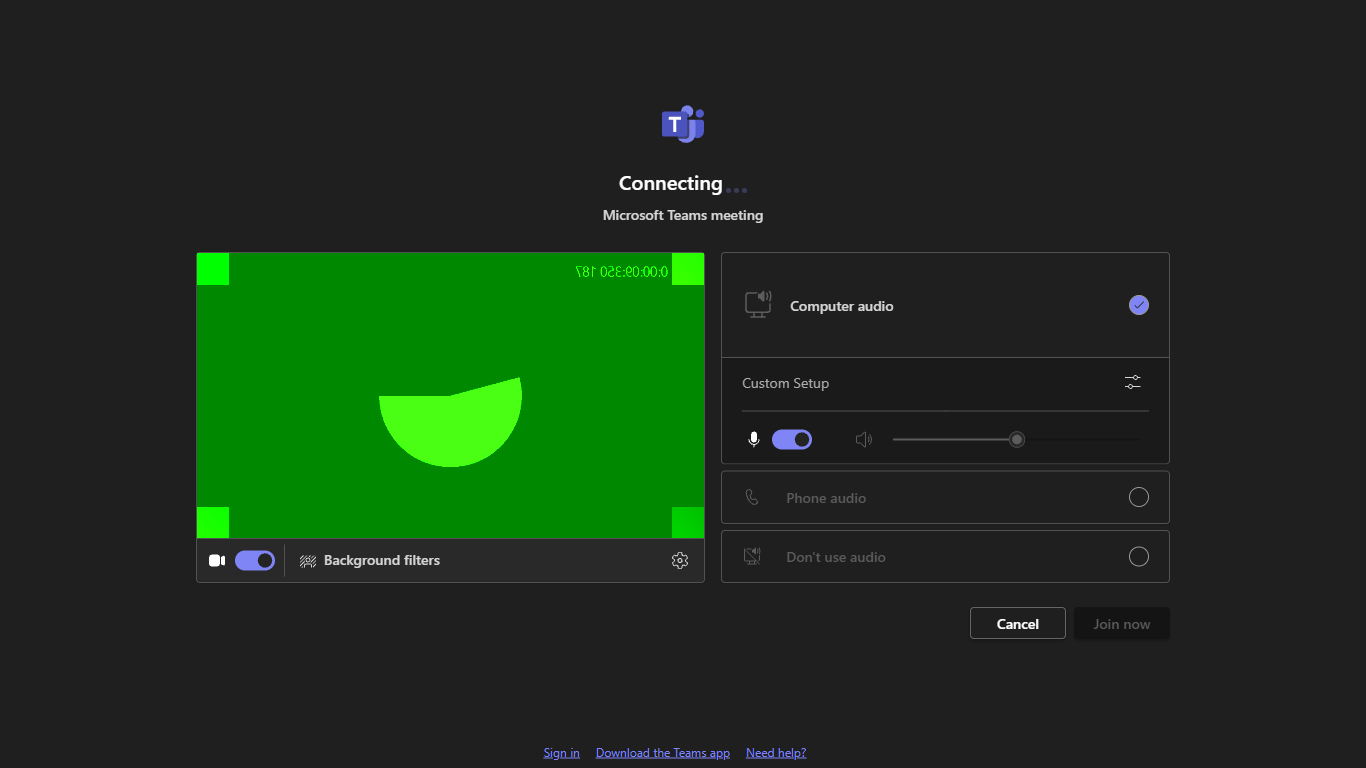 Connecting...
Microsoft Teams meeting
0:00:09:350 187
Computer audio
Custom Setup
Phone audio
Background filters
Don't use audio
Cancel
Join now
Sign in
Download the Teams app
Need help?